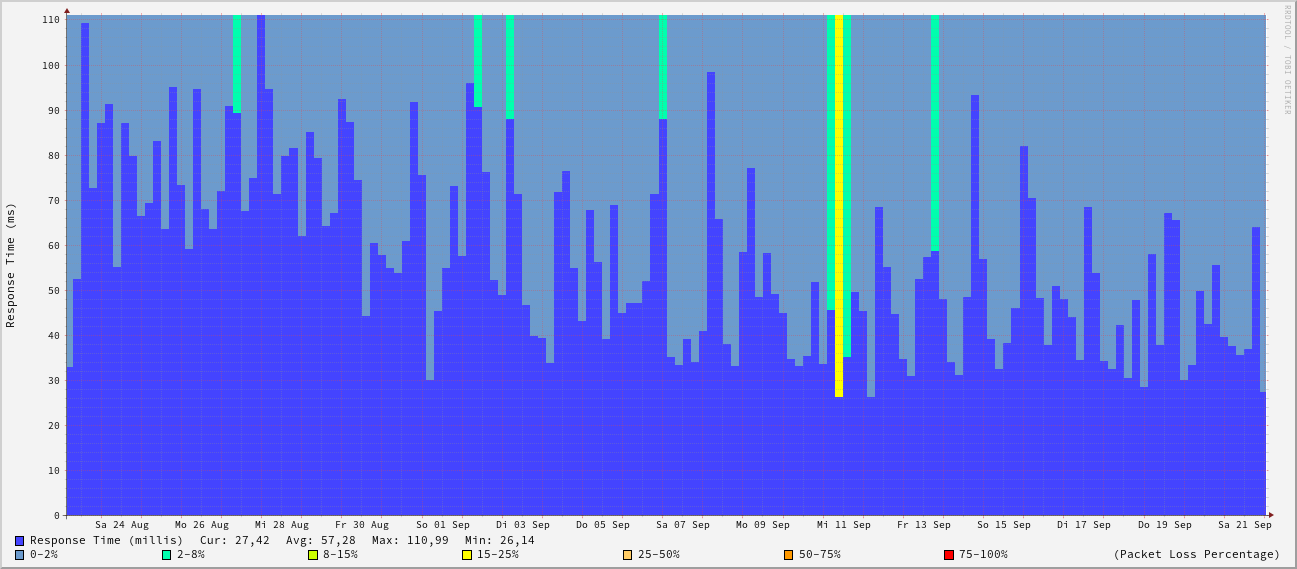 RRDTOOL / TOBI OETIKER
Response Time (ms)
110
100
90
80
70
60
50
40
30
20
10
0
Sa 24 Aug Mo 26 Aug Mi 28 Aug Fr 30 Aug So 01 Sep Di 03 Sep Do 05 Sep Sa 07 Sep Mo 09 Sep Mi 11 Sep Fr 13 Sep So 15 Sep Di 17 Sep Do 19 Sep Sa 21 Sep
Response Time (millis) Cur: 27,42 Avg: 57,28 Max: 110,99 Min: 26,14
0-2% 2-8% 8-15% 15-25% 25-50% 50-75% 75-100% (Packet Loss Percentage)